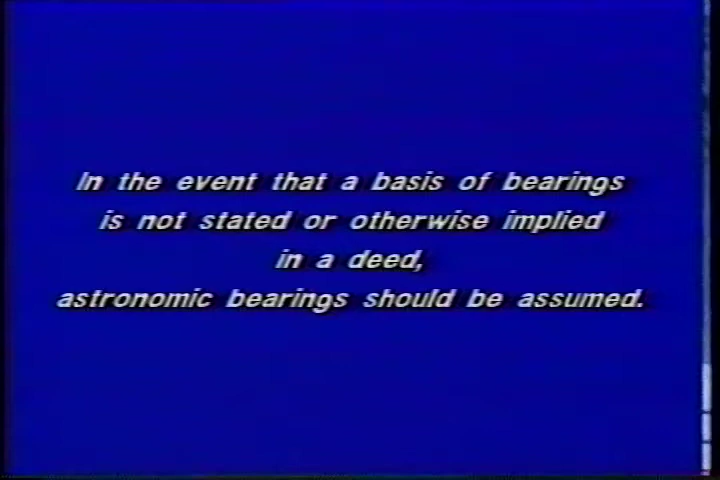 In the event that a basis of bearings
is not stated or otherwise implied
in a deed,
astronomic bearings should be assumed.